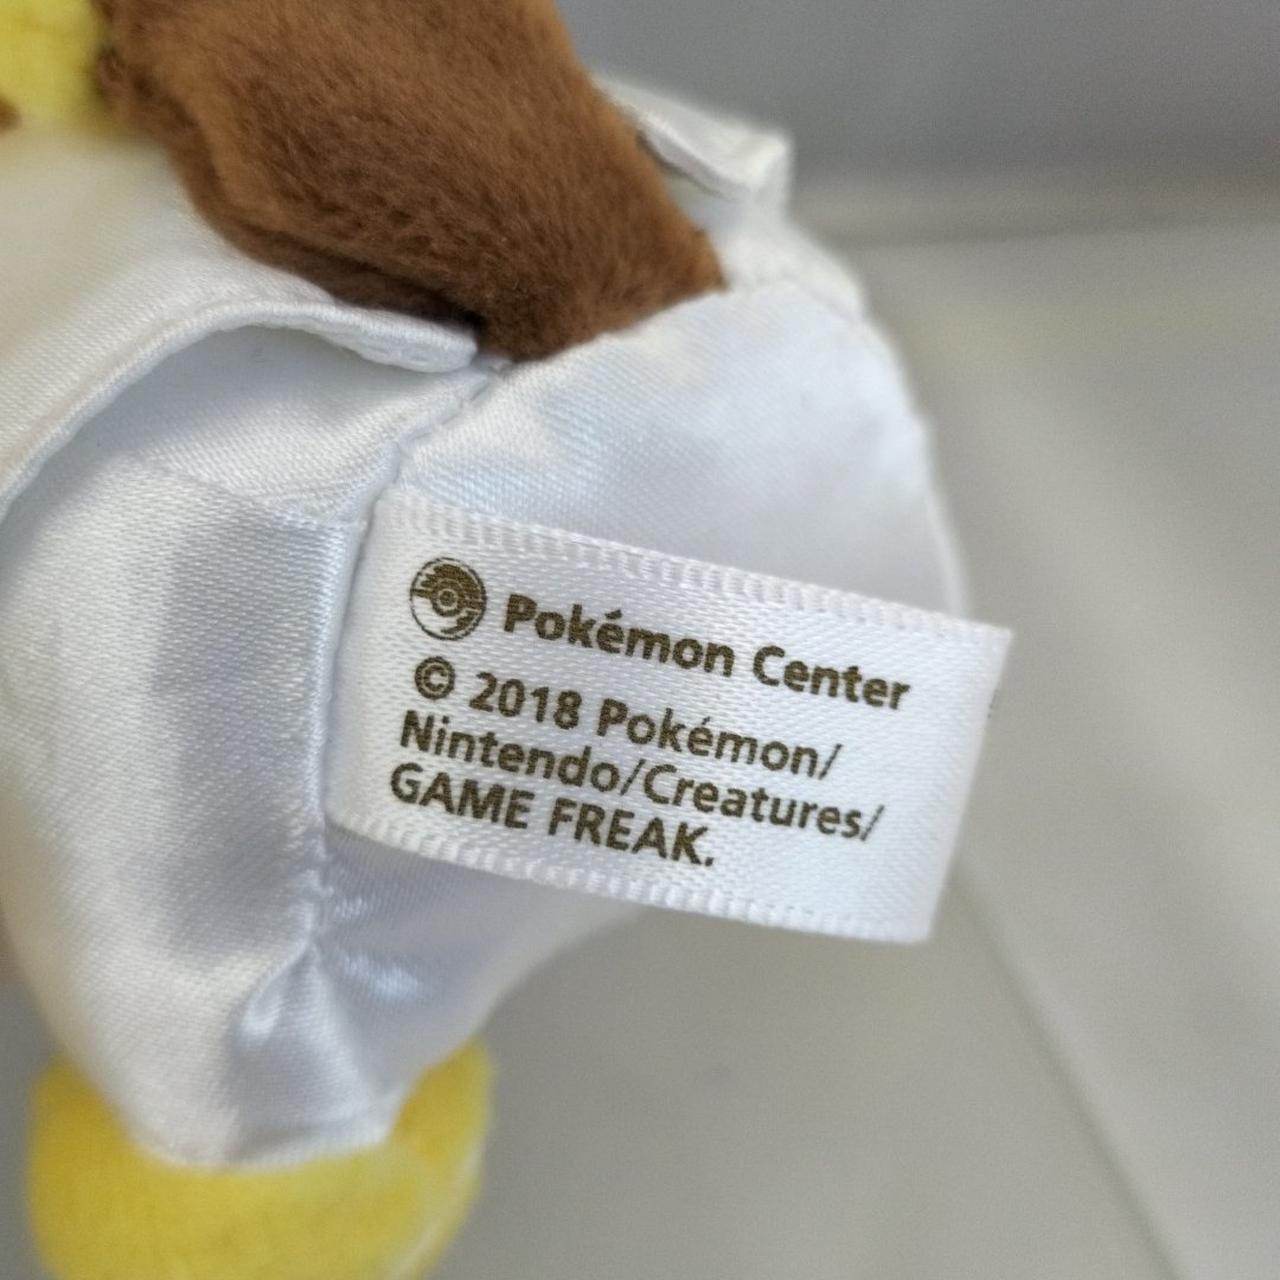 Pokémon Center
© 2018 Pokémon/
Nintendo/Creatures/
GAME FREAK.